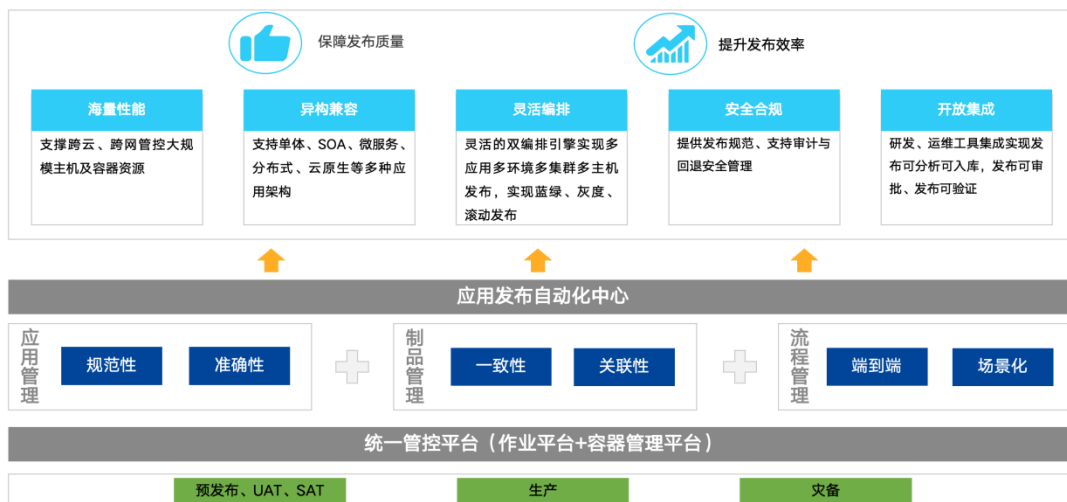 保障发布质量
提升发布效率
海量性能
支撑跨云、跨网管控大规
模主机及容器资源
异构兼容
支持单体、SOA、微服务、
分布式、云原生等多种应
用架构
灵活编排
灵活的双编排引擎实现多
应用多环境多集群多主机
发布，实现蓝绿、灰度、
滚动发布
安全合规
提供发布规范、支持审计与
回退安全管理
开放集成
研发、运维工具集成实现发
布可分析可入库，发布可审
批、发布可验证
应用发布自动化中心
应用管理
规范性
准确性
制品管理
一致性
关联性
流程管理
端到端
场景化
统一管控平台（作业平台+容器管理平台）
预发布、UAT、SAT
生产
灾备